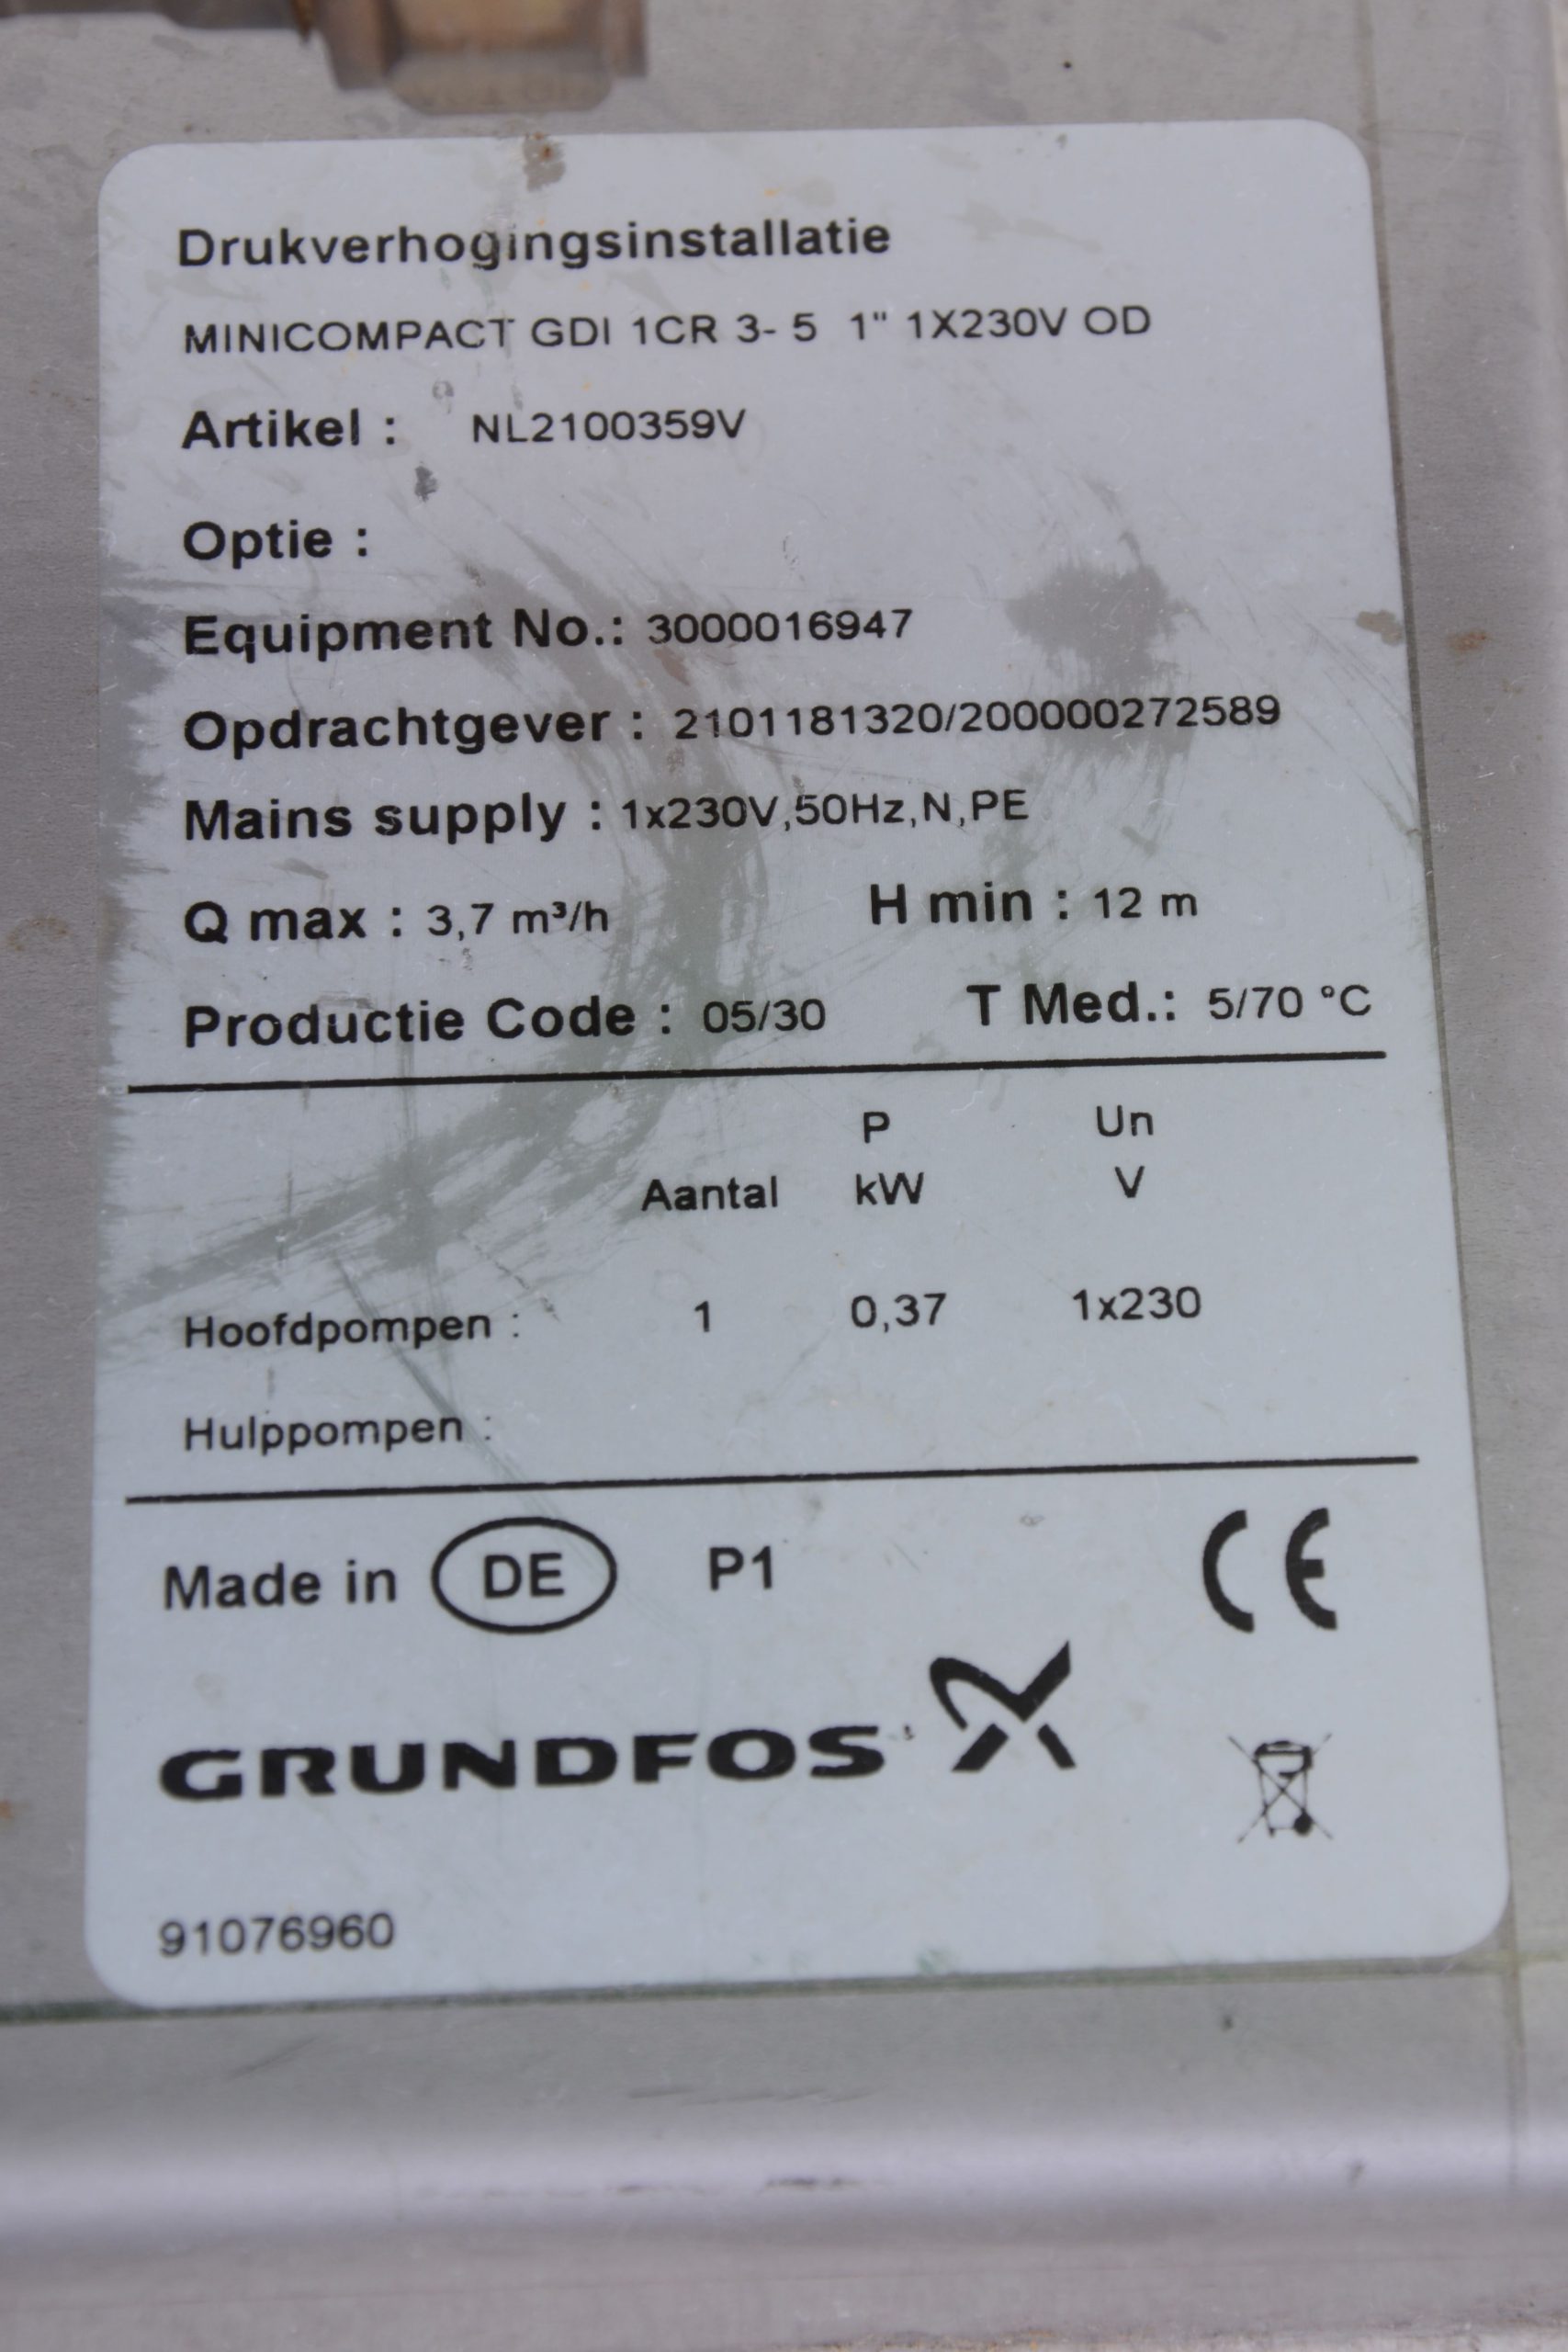 Drukverhogingsinstallatie
MINICOMPACT GDI 1CR 3- 5 1" 1X230V OD
Artikel : NL2100359V
Optie :
Equipment No.: 3000016947
Opdrachtgever : 2101181320/200000272589
Mains supply : 1x230V,50Hz,N,PE
Q max : 3,7 m³/h H min : 12 m
Productie Code : 05/30 T Med.: 5/70 °C
P Un
Aantal kW V
Hoofdpompen : 1 0,37 1x230
Hulppompen :
Made in DE P1 CE
GRUNDFOS
91076960